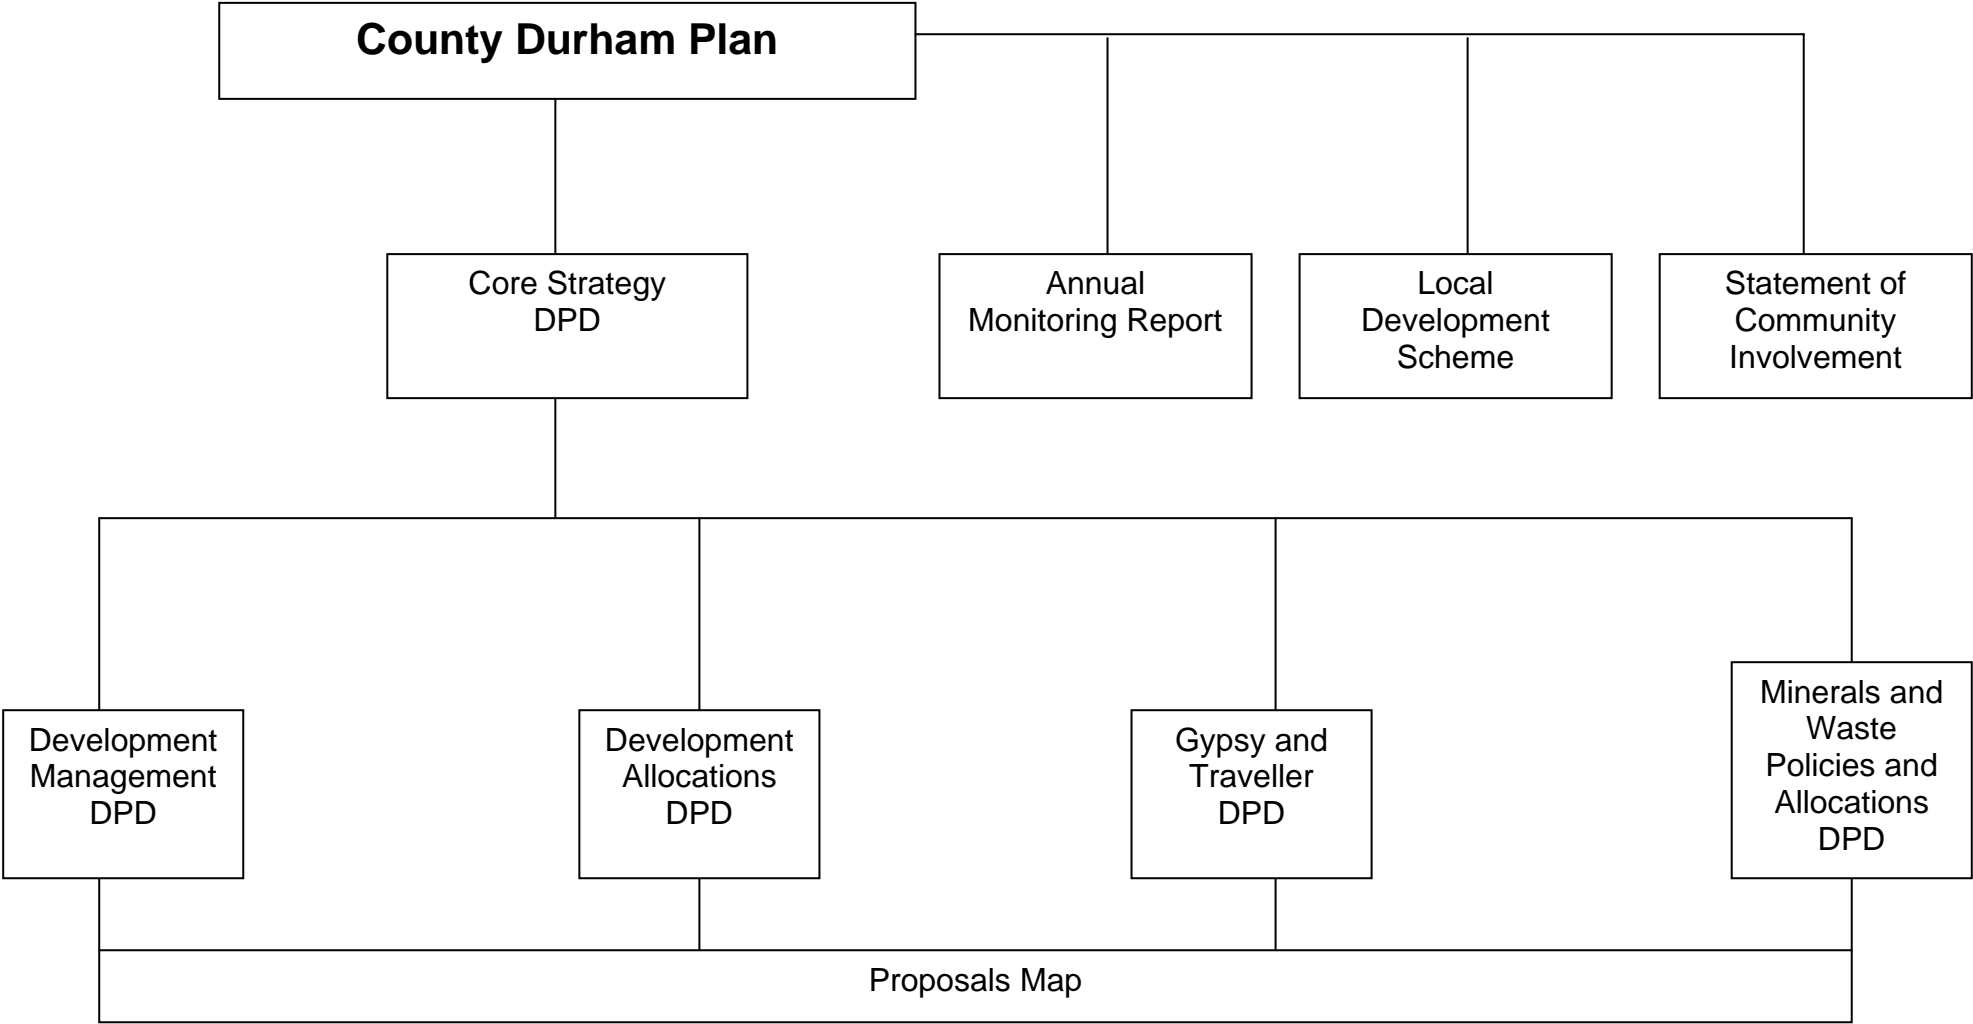 County Durham Plan
Core Strategy
DPD
Annual
Monitoring Report
Local
Development
Scheme
Statement of
Community
Involvement
Development
Management
DPD
Development
Allocations
DPD
Gypsy and
Traveller
DPD
Minerals and
Waste
Policies and
Allocations
DPD
Proposals Map